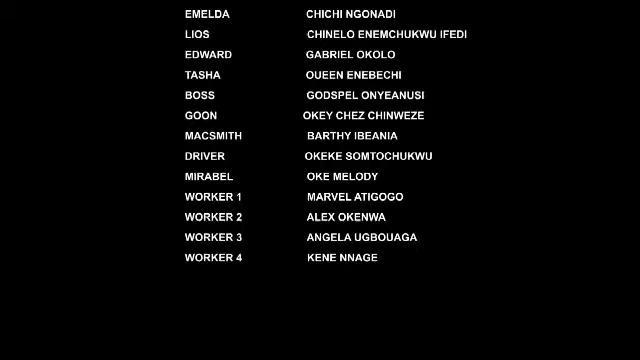 EMELDA CHICHI NGONADI
LIOS CHINELO ENEMCHUKWU IFEDI
EDWARD GABRIEL OKOLO
TASHA OUEEN ENEBECHI
BOSS GODSPEL ONYEANUSI
GOON OKEY CHEZ CHINWEZE
MACSMITH BARTHY IBEANIA
DRIVER OKEKE SOMTOCHUKWU
MIRABEL OKE MELODY
WORKER 1 MARVEL ATIGOGO
WORKER 2 ALEX OKENWA
WORKER 3 ANGELA UGBOUAGA
WORKER 4 KENE NNAGE